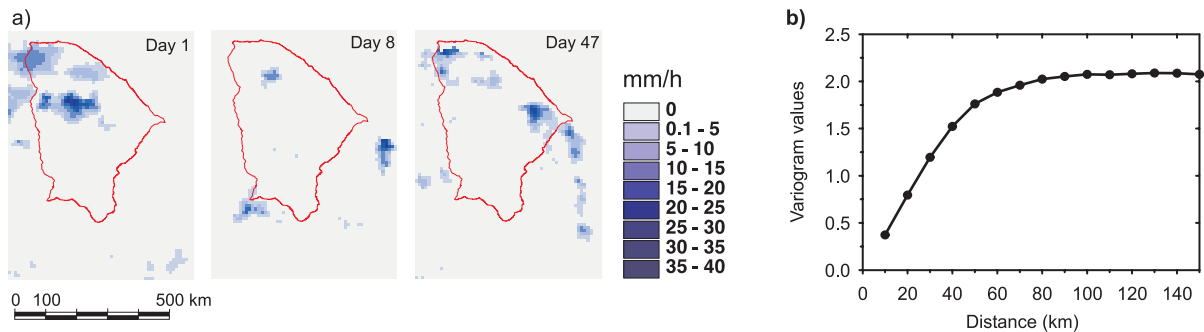 a)
Day 1
Day 8
Day 47
mm/h
0
0.1 - 5
5 - 10
10 - 15
15 - 20
20 - 25
25 - 30
30 - 35
35 - 40
0 100 500 km
b)
Variogram values
2.5
2.0
1.5
1.0
0.5
0.0
0 20 40 60 80 100 120 140
Distance (km)